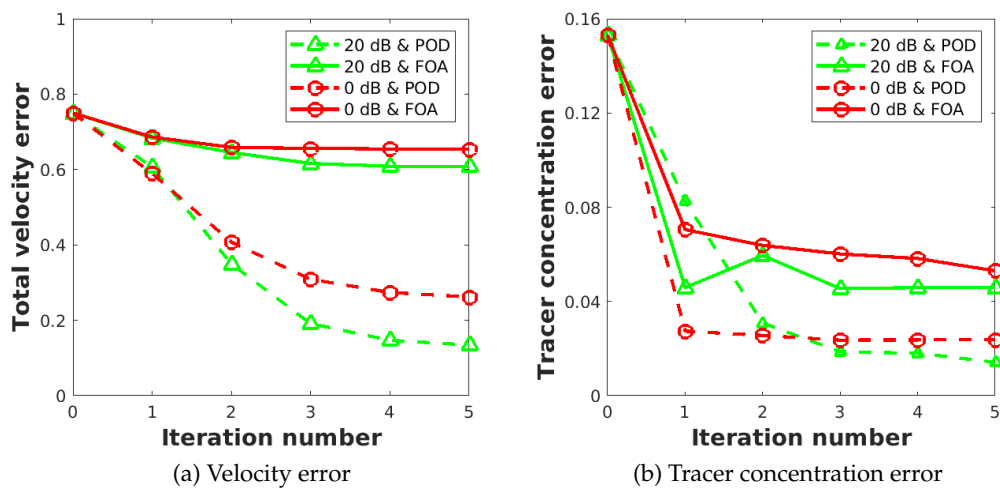 1
0.8
0.6
0.4
0.2
0
0 1 2 3 4 5
Total velocity error
Iteration number
20 dB & POD
20 dB & FOA
0 dB & POD
0 dB & FOA
(a) Velocity error
0.16
0.12
0.08
0.04
0
0 1 2 3 4 5
Tracer concentration error
Iteration number
20 dB & POD
20 dB & FOA
0 dB & POD
0 dB & FOA
(b) Tracer concentration error